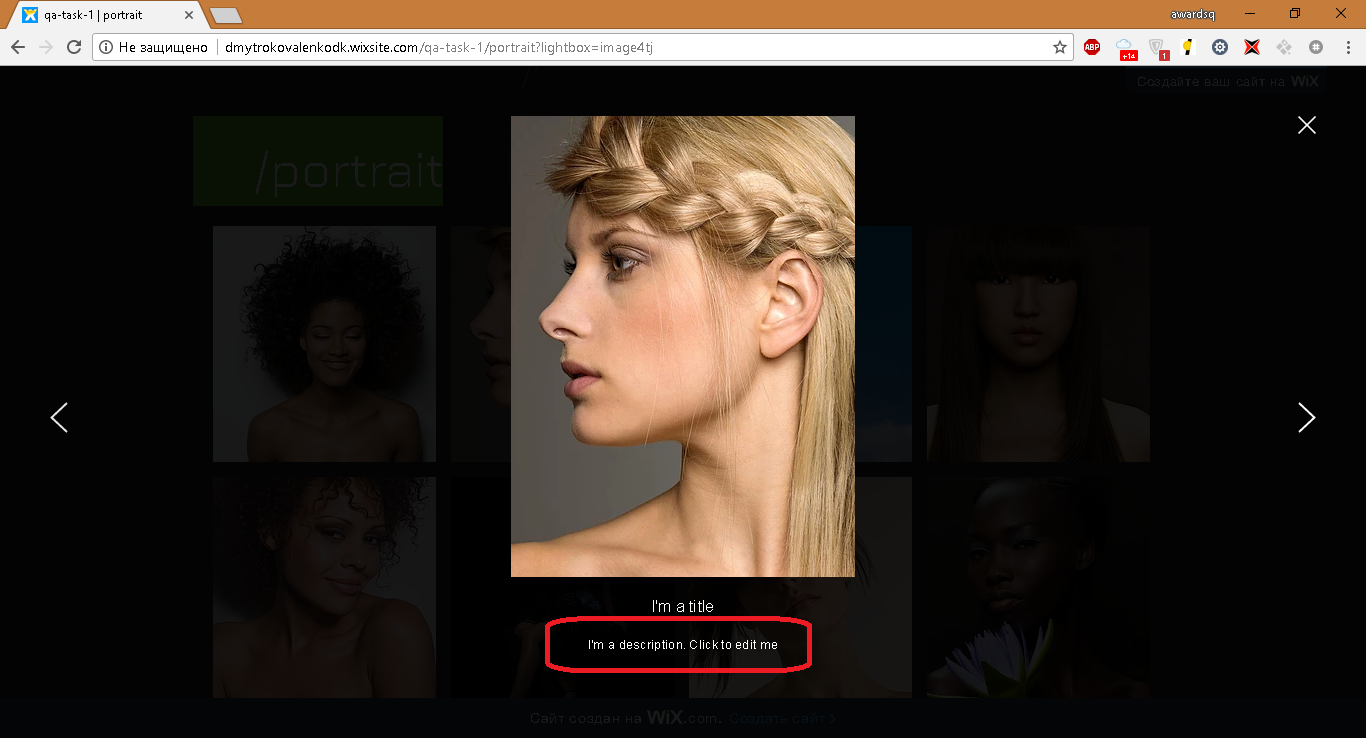 qa-task-1 | portrait
awardsq
Не защищено
dmytrokovalenkodk.wixsite.com/qa-task-1/portrait?lightbox=image4tj
ABP
+14
1
Создайте ваш сайт на WiX
/portrait
I'm a title
I'm a description. Click to edit me
Сайт создан на WiX.com. Создать сайт >